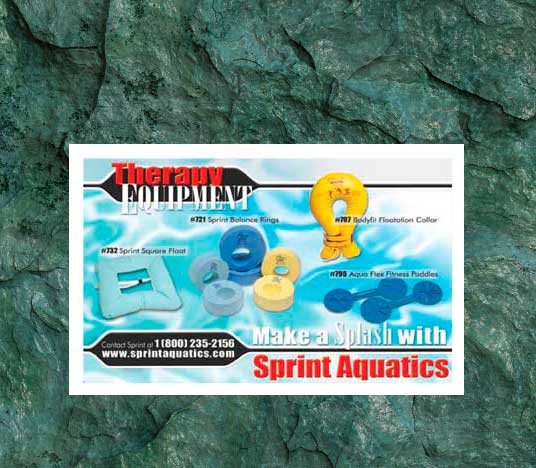 Therapy
EQUIPMENT
#721 Sprint Balance Rings
#707 Bodyfit Floatation Collar
#732 Sprint Square Float
#795 Aqua Flex Fitness Paddles
Contact Sprint at 1 (800) 235-2156
www.sprintaquatics.com
Make a Splash with
Sprint Aquatics